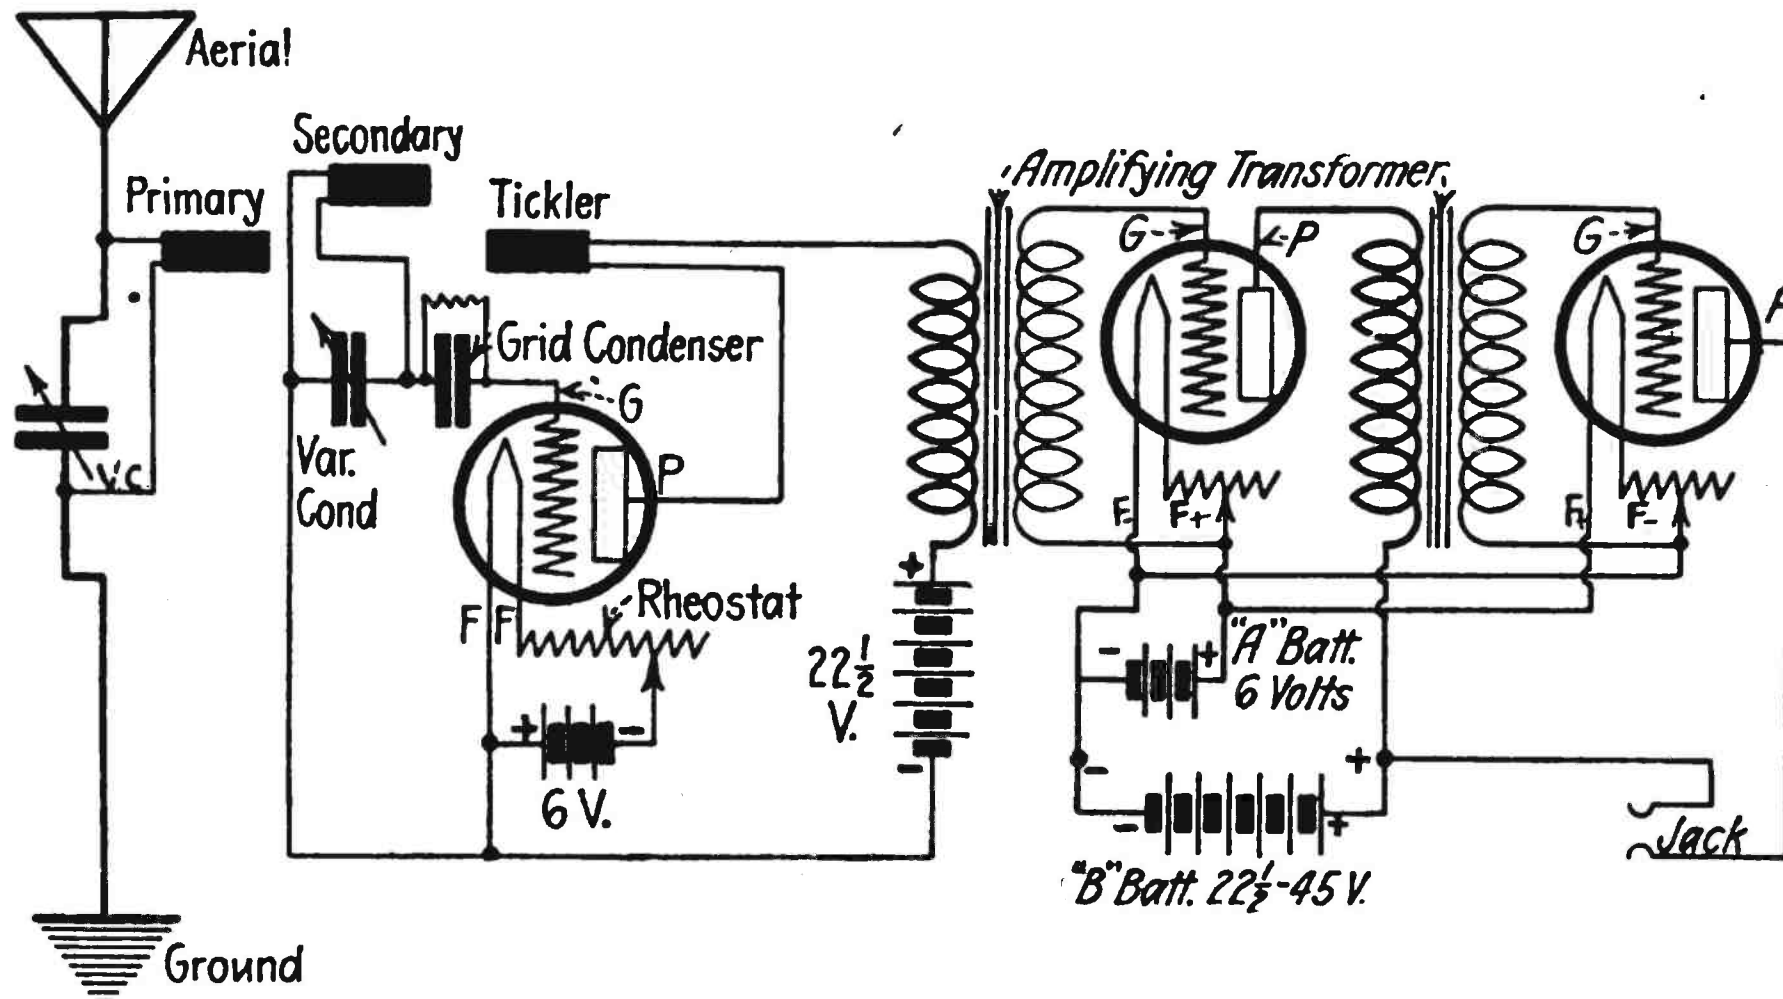 Aerial
Secondary
Primary
Tickler
Amplifying Transformer.
G
P
G
Grid Condenser
G
V.C.
Var.
Cond
P
F F
Rheostat
F-
F+
F+
F-
+
22½
V.
-
- + "A" Batt.
6 Volts
+ -
6 V.
-
+
- +
Jack
"B" Batt. 22½-45 V.
Ground